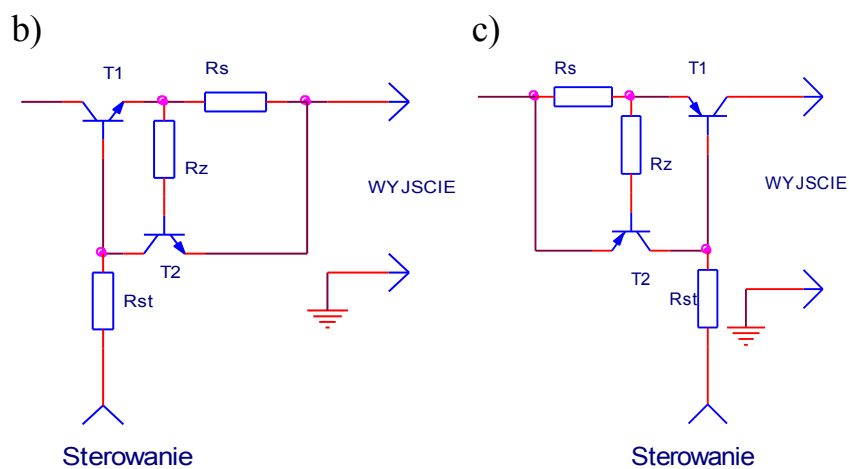 b)
T1
Rs
Rz
WYJSCIE
T2
Rst
Sterowanie
c)
Rs
T1
Rz
WYJSCIE
T2
Rst
Sterowanie